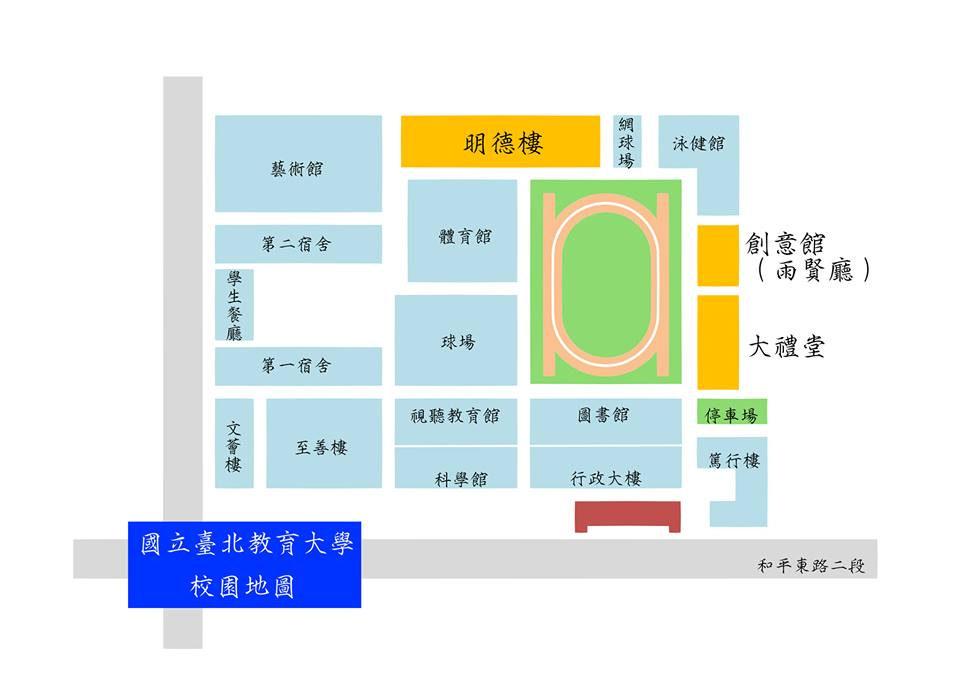 明德樓
網球場
泳健館
藝術館
體育館
第二宿舍
創意館
（雨賢廳）
學生餐廳
球場
大禮堂
第一宿舍
文薈樓
至善樓
視聽教育館
圖書館
停車場
篤行樓
科學館
行政大樓
國立臺北教育大學
校園地圖
和平東路二段